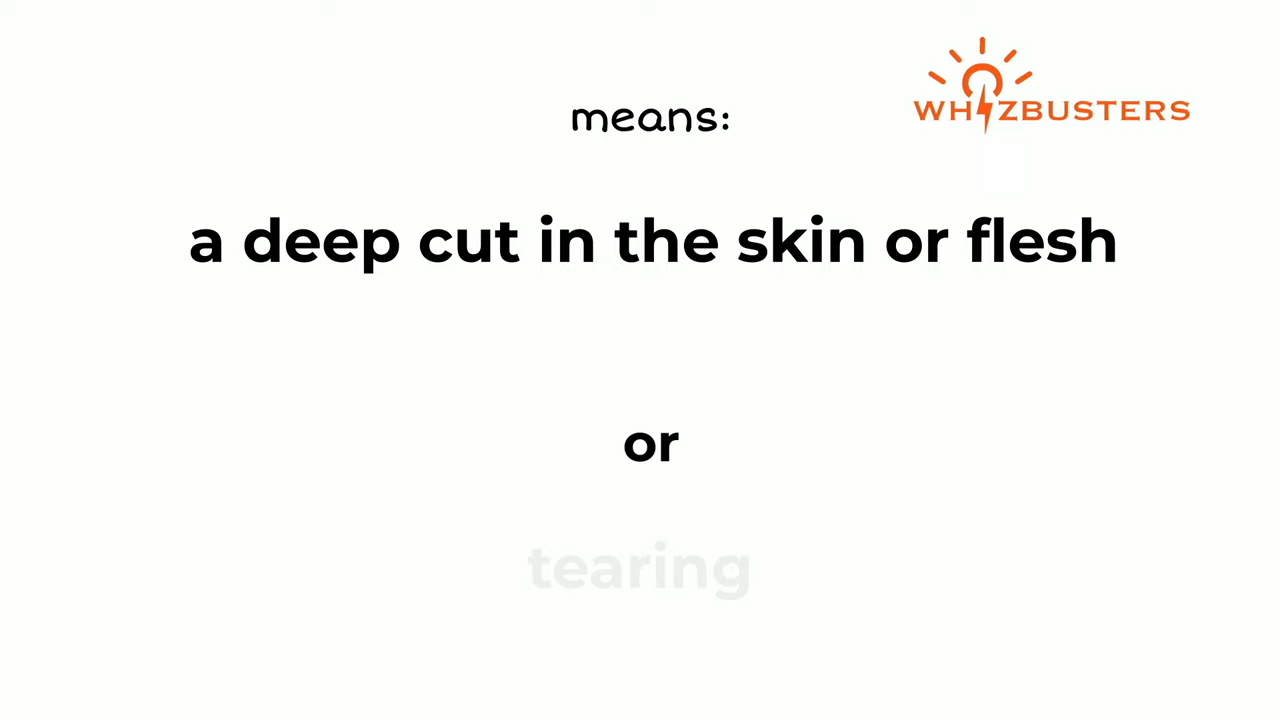 means:
WHIZBUSTERS
a deep cut in the skin or flesh
or
tearing